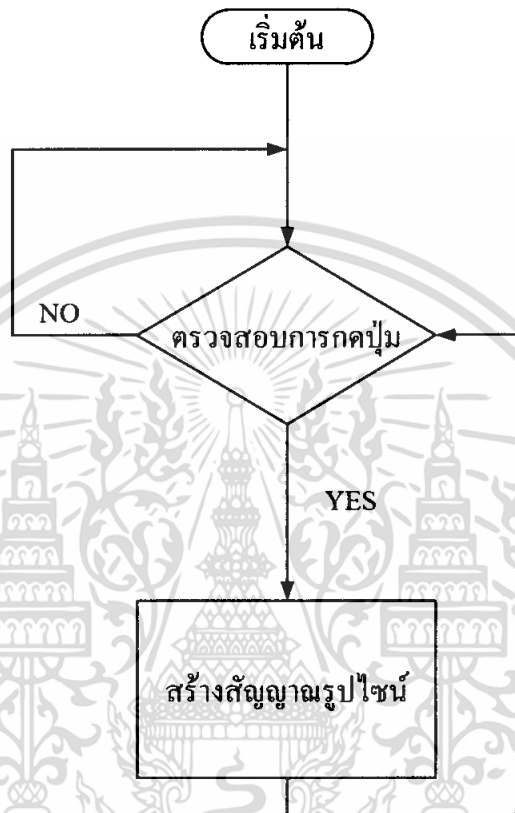 เริ่มต้น
NO
ตรวจสอบการกดปุ่ม
YES
สร้างสัญญาณรูปไซน์